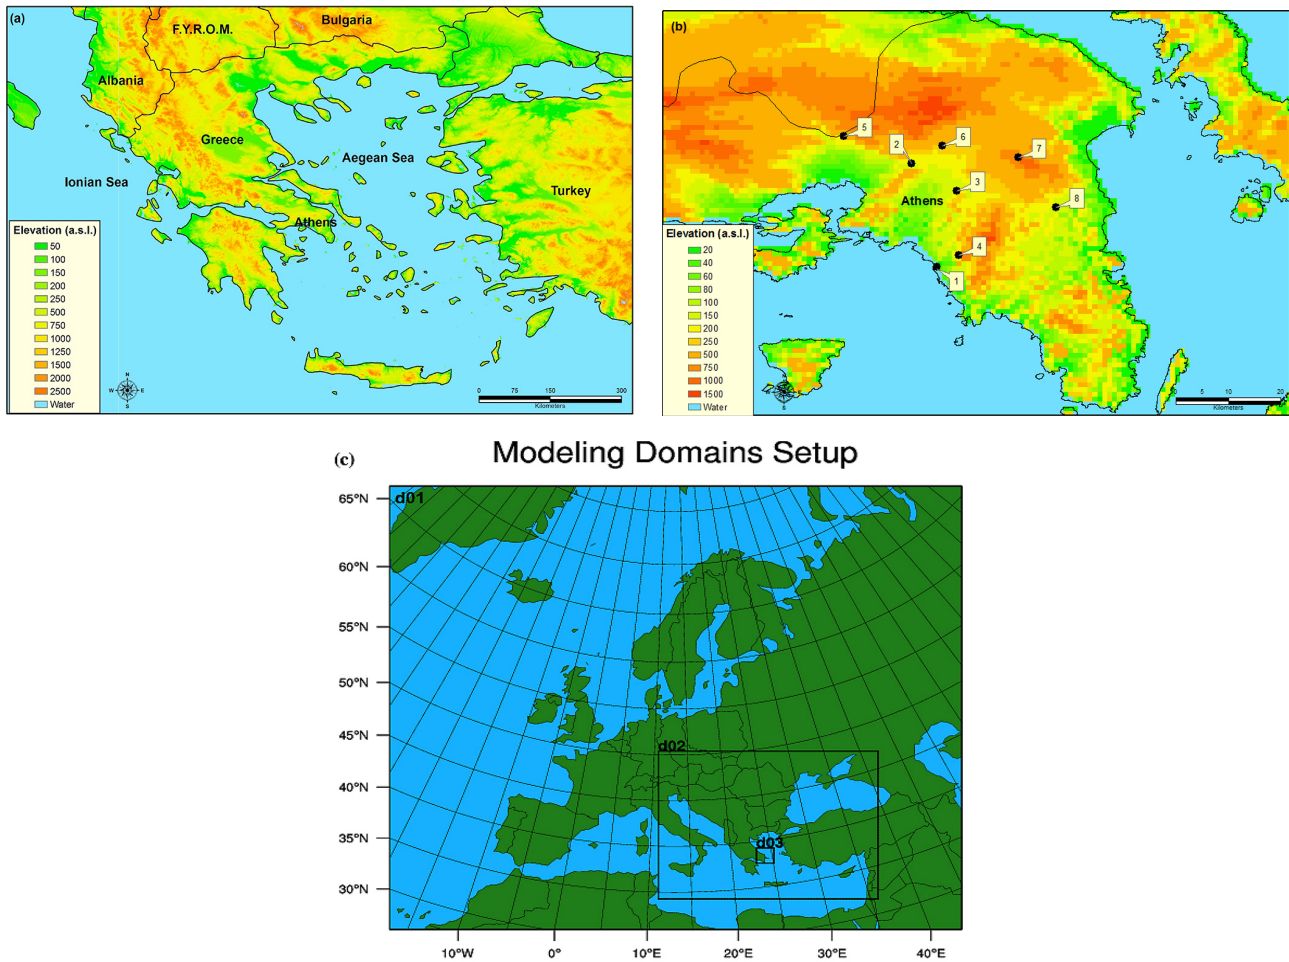 (a)
Bulgaria
F.Y.R.O.M.
Albania
Greece
Aegean Sea
Ionian Sea
Turkey
Athens
Elevation (a.s.l.)
50
100
150
200
250
500
750
1000
1250
1500
2000
2500
Water
N
W
E
S
0 75 150 300
Kilometers
(b)
5
2
6
7
3
Athens
8
4
1
Elevation (a.s.l.)
20
40
60
80
100
150
200
250
500
750
1000
1500
Water
0 5 10 20
Kilometers
(c) Modeling Domains Setup
d01
65°N
60°N
55°N
50°N
45°N
40°N
35°N
30°N
d02
d03
10°W 0° 10°E 20°E 30°E 40°E